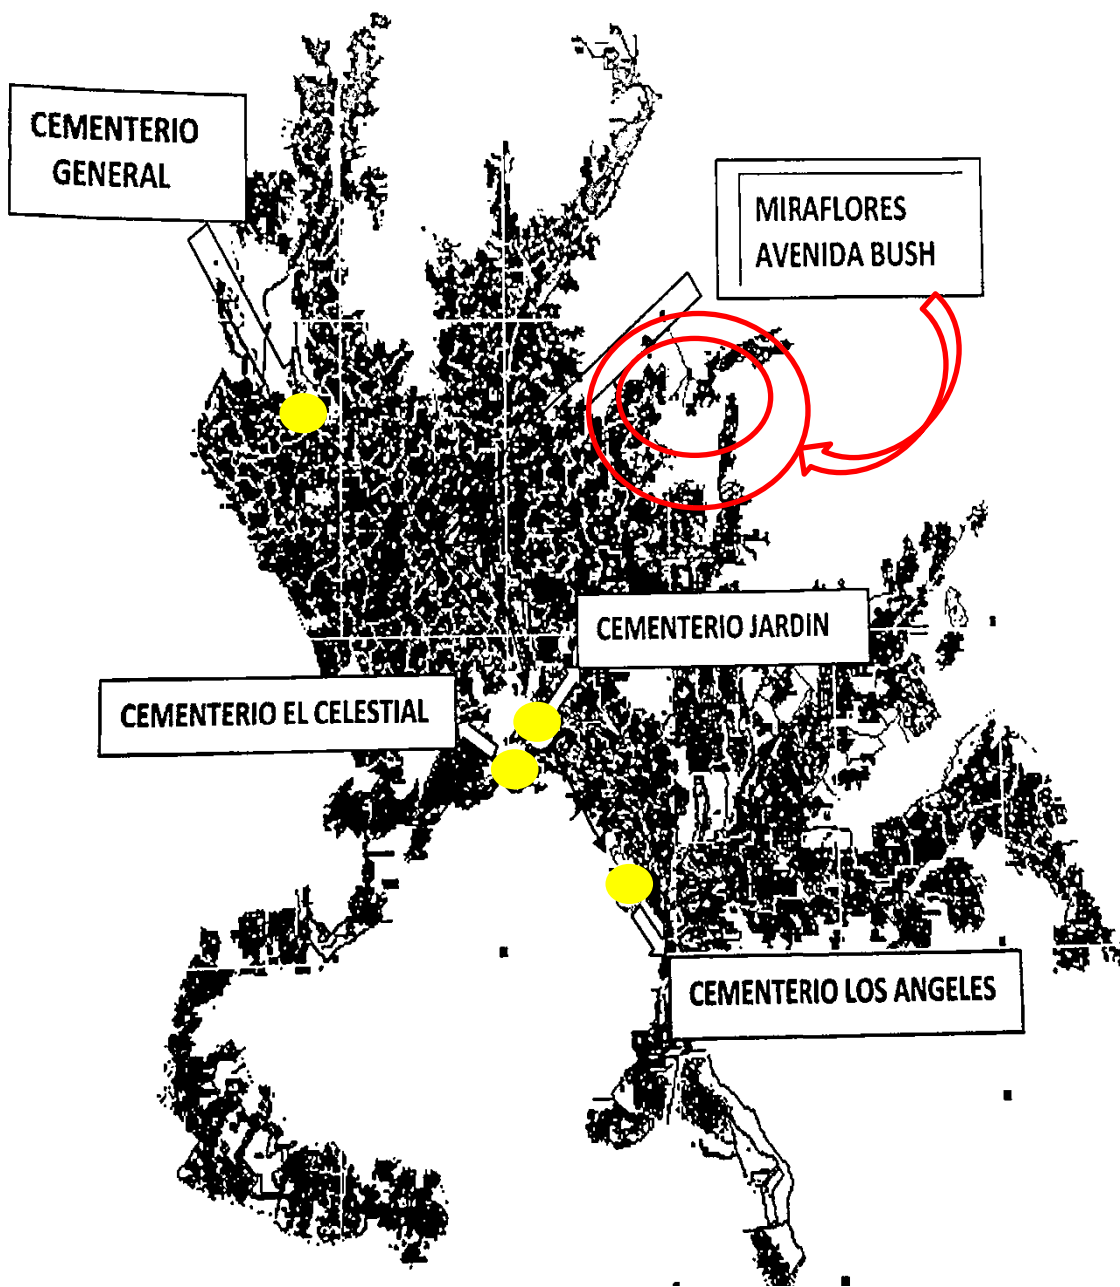 CEMENTERIO
GENERAL
MIRAFLORES
AVENIDA BUSH
CEMENTERIO JARDIN
CEMENTERIO EL CELESTIAL
CEMENTERIO LOS ANGELES